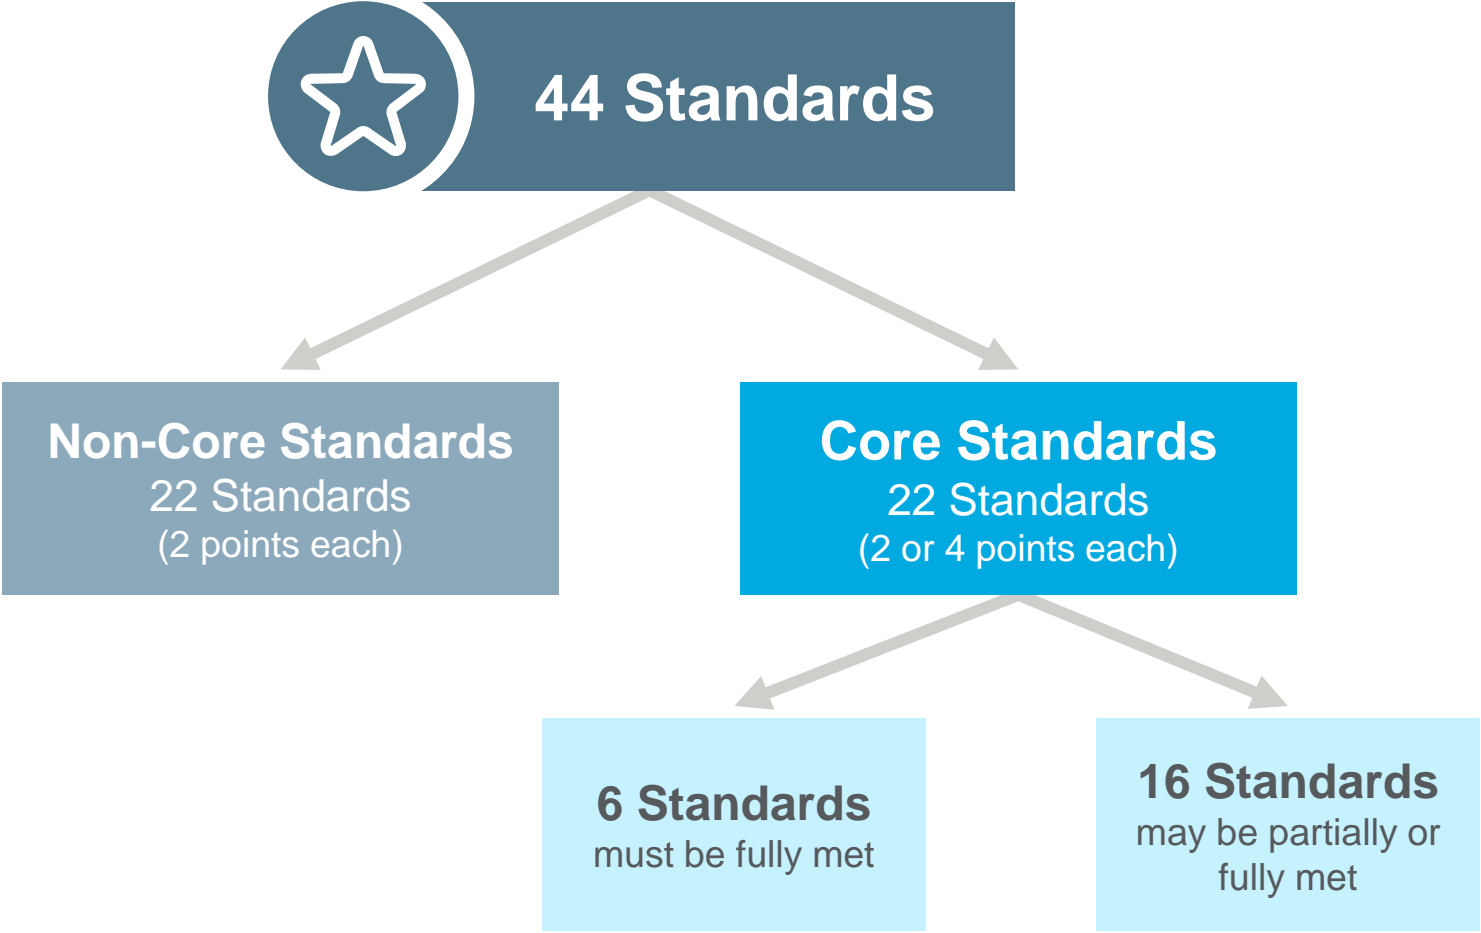 44 Standards
Non-Core Standards
22 Standards
(2 points each)
Core Standards
22 Standards
(2 or 4 points each)
6 Standards
must be fully met
16 Standards
may be partially or
fully met